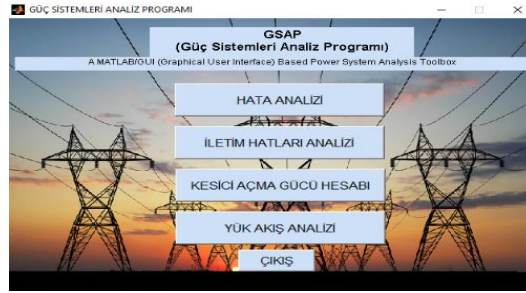 GÜÇ SİSTEMLERİ ANALİZ PROGRAMI
GSAP
(Güç Sistemleri Analiz Programı)
A MATLAB/GUI (Graphical User Interface) Based Power System Analysis Toolbox
HATA ANALİZİ
İLETİM HATLARI ANALİZİ
KESİCİ AÇMA GÜCÜ HESABI
YÜK AKIŞ ANALİZİ
ÇIKIŞ